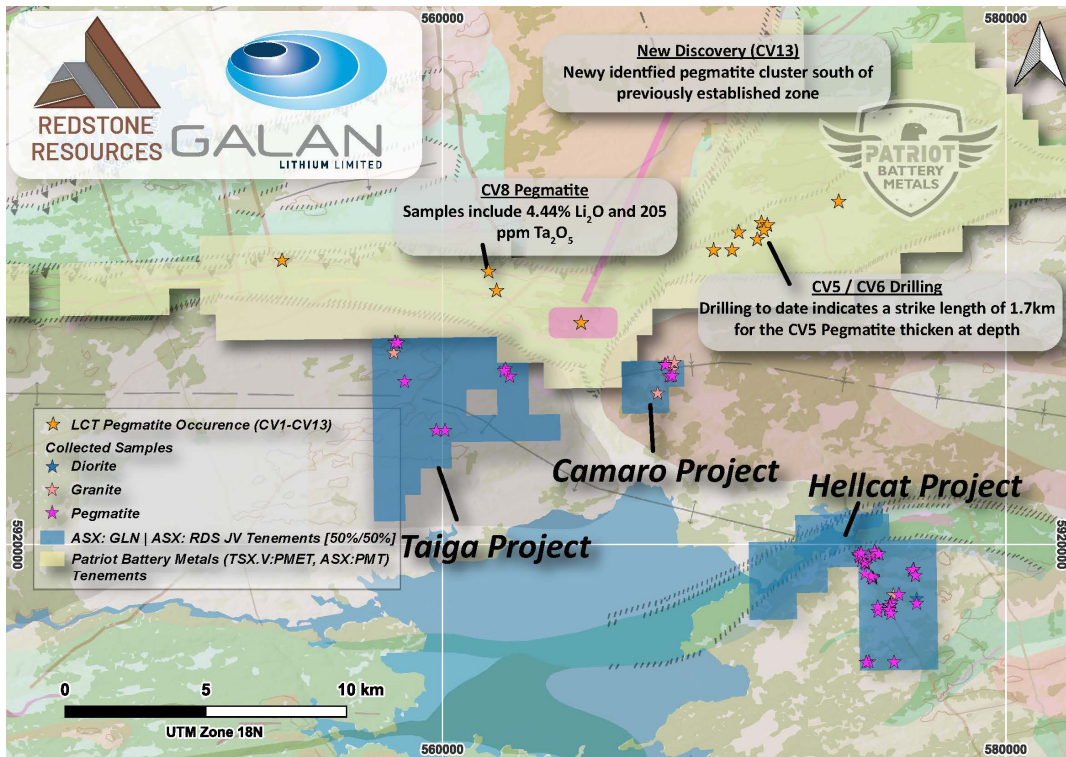 560000
580000
REDSTONE
RESOURCES
GALAN
LITHIUM LIMITED
New Discovery (CV13)
Newy identfied pegmatite cluster south of
previously established zone
PATRIOT
BATTERY
METALS
CV8 Pegmatite
Samples include 4.44% Li2O and 205
ppm Ta2O5
CV5 / CV6 Drilling
Drilling to date indicates a strike length of 1.7km
for the CV5 Pegmatite thicken at depth
LCT Pegmatite Occurence (CV1-CV13)
Collected Samples
Diorite
Granite
Pegmatite
ASX: GLN | ASX: RDS JV Tenements [50%/50%]
Patriot Battery Metals (TSX.V:PMET, ASX:PMT)
Tenements
Camaro Project
Hellcat Project
Taiga Project
5920000
5920000
0 5 10 km
UTM Zone 18N
560000
580000